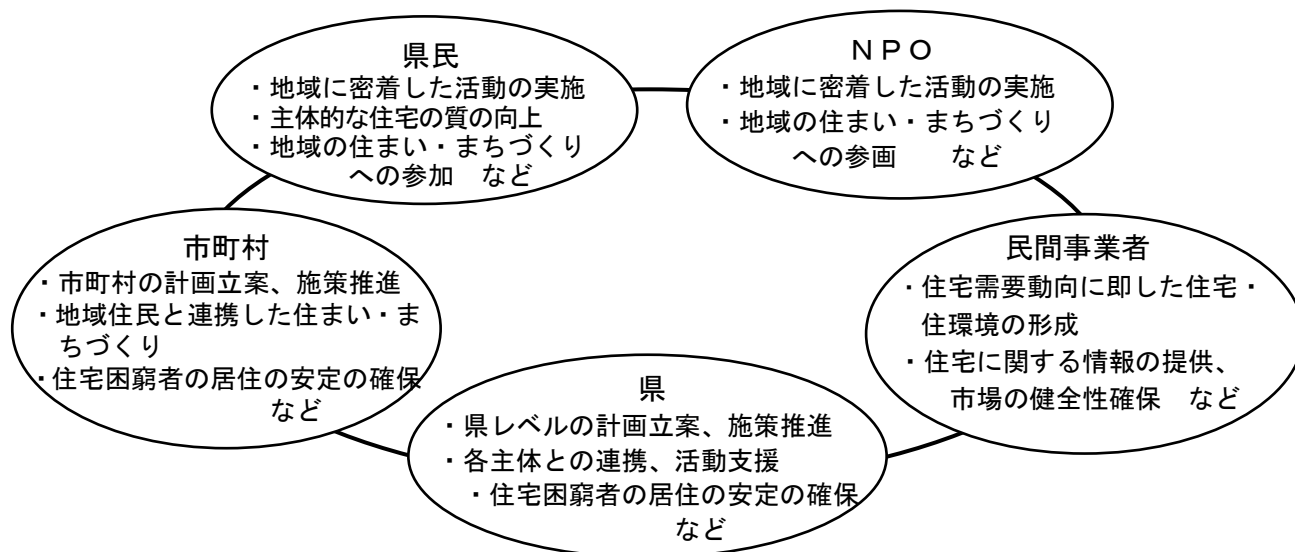 県民
・地域に密着した活動の実施
・主体的な住宅の質の向上
・地域の住まい・まちづくり
への参加　など
ＮＰＯ
・地域に密着した活動の実施
・地域の住まい・まちづくり
への参画　　など
市町村
・市町村の計画立案、施策推進
・地域住民と連携した住まい・ま
ちづくり
・住宅困窮者の居住の安定の確保
など
民間事業者
・住宅需要動向に即した住宅・
住環境の形成
・住宅に関する情報の提供、
市場の健全性確保　など
県
・県レベルの計画立案、施策推進
・各主体との連携、活動支援
・住宅困窮者の居住の安定の確保
など